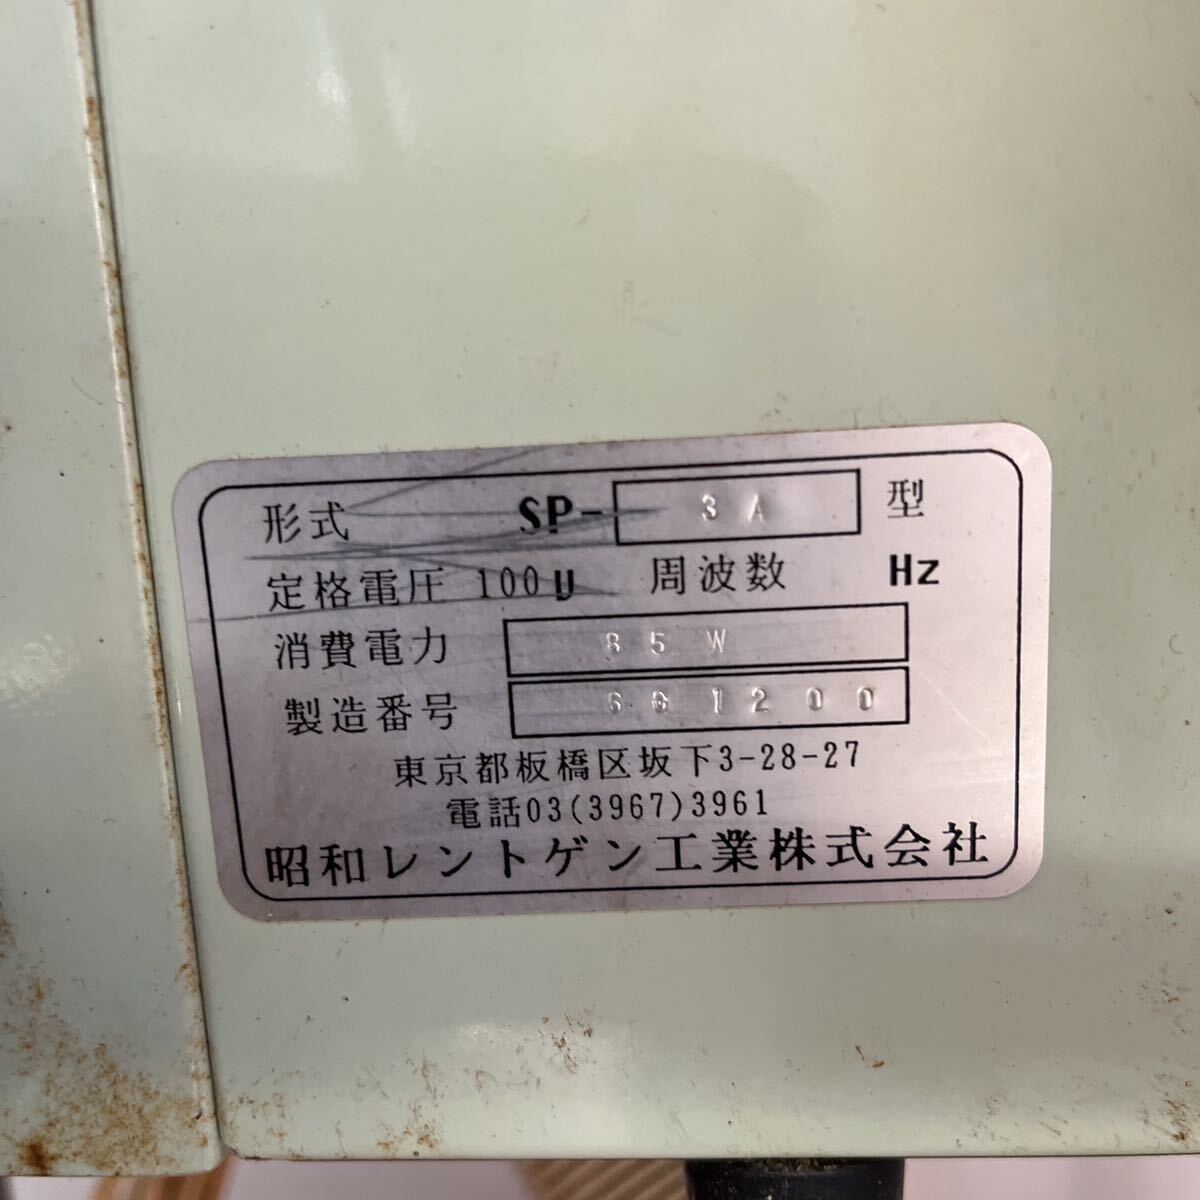 形式 SP- 3A 型
定格電圧 100V 周波数 Hz
消費電力 85W
製造番号 661200
東京都板橋区坂下3-28-27
電話03(3967)3961
昭和レントゲン工業株式会社